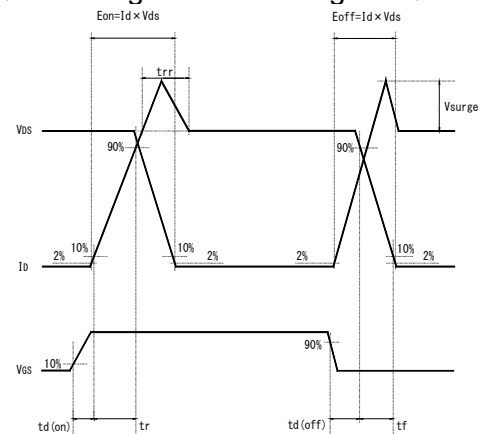 Eon=Id×Vds Eoff=Id×Vds
trr
Vsurge
VDS
90% 90%
10% 10% 10%
2% 2% 2% 2%
ID
VGS
10% 90%
td(on) tr td(off) tf